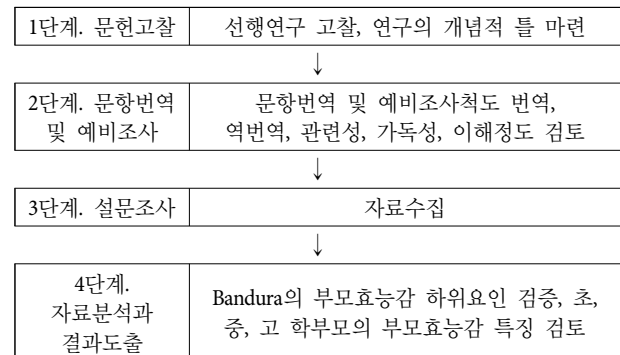 1단계. 문헌고찰
선행연구 고찰, 연구의 개념적 틀 마련
↓
2단계. 문항번역
및 예비조사
문항번역 및 예비조사척도 번역,
역번역, 관련성, 가독성, 이해정도 검토
↓
3단계. 설문조사
자료수집
↓
4단계.
자료분석과
결과도출
Bandura의 부모효능감 하위요인 검증, 초,
중, 고 학부모의 부모효능감 특징 검토